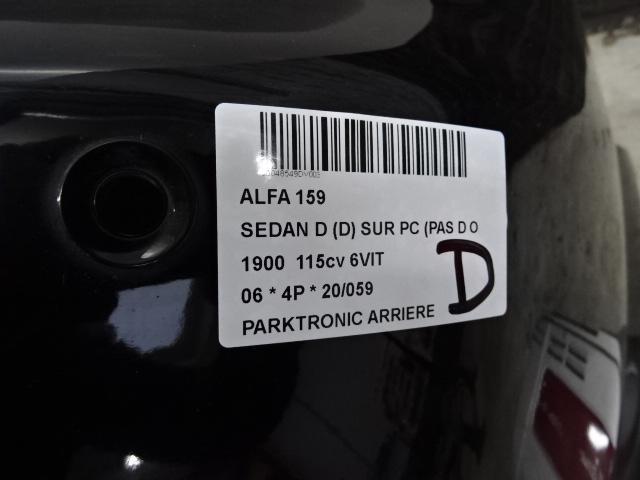 ALFA 159
SEDAN D (D) SUR PC (PAS D O
1900 115cv 6VIT
06 * 4P * 20/059
PARKTRONIC ARRIERE
D